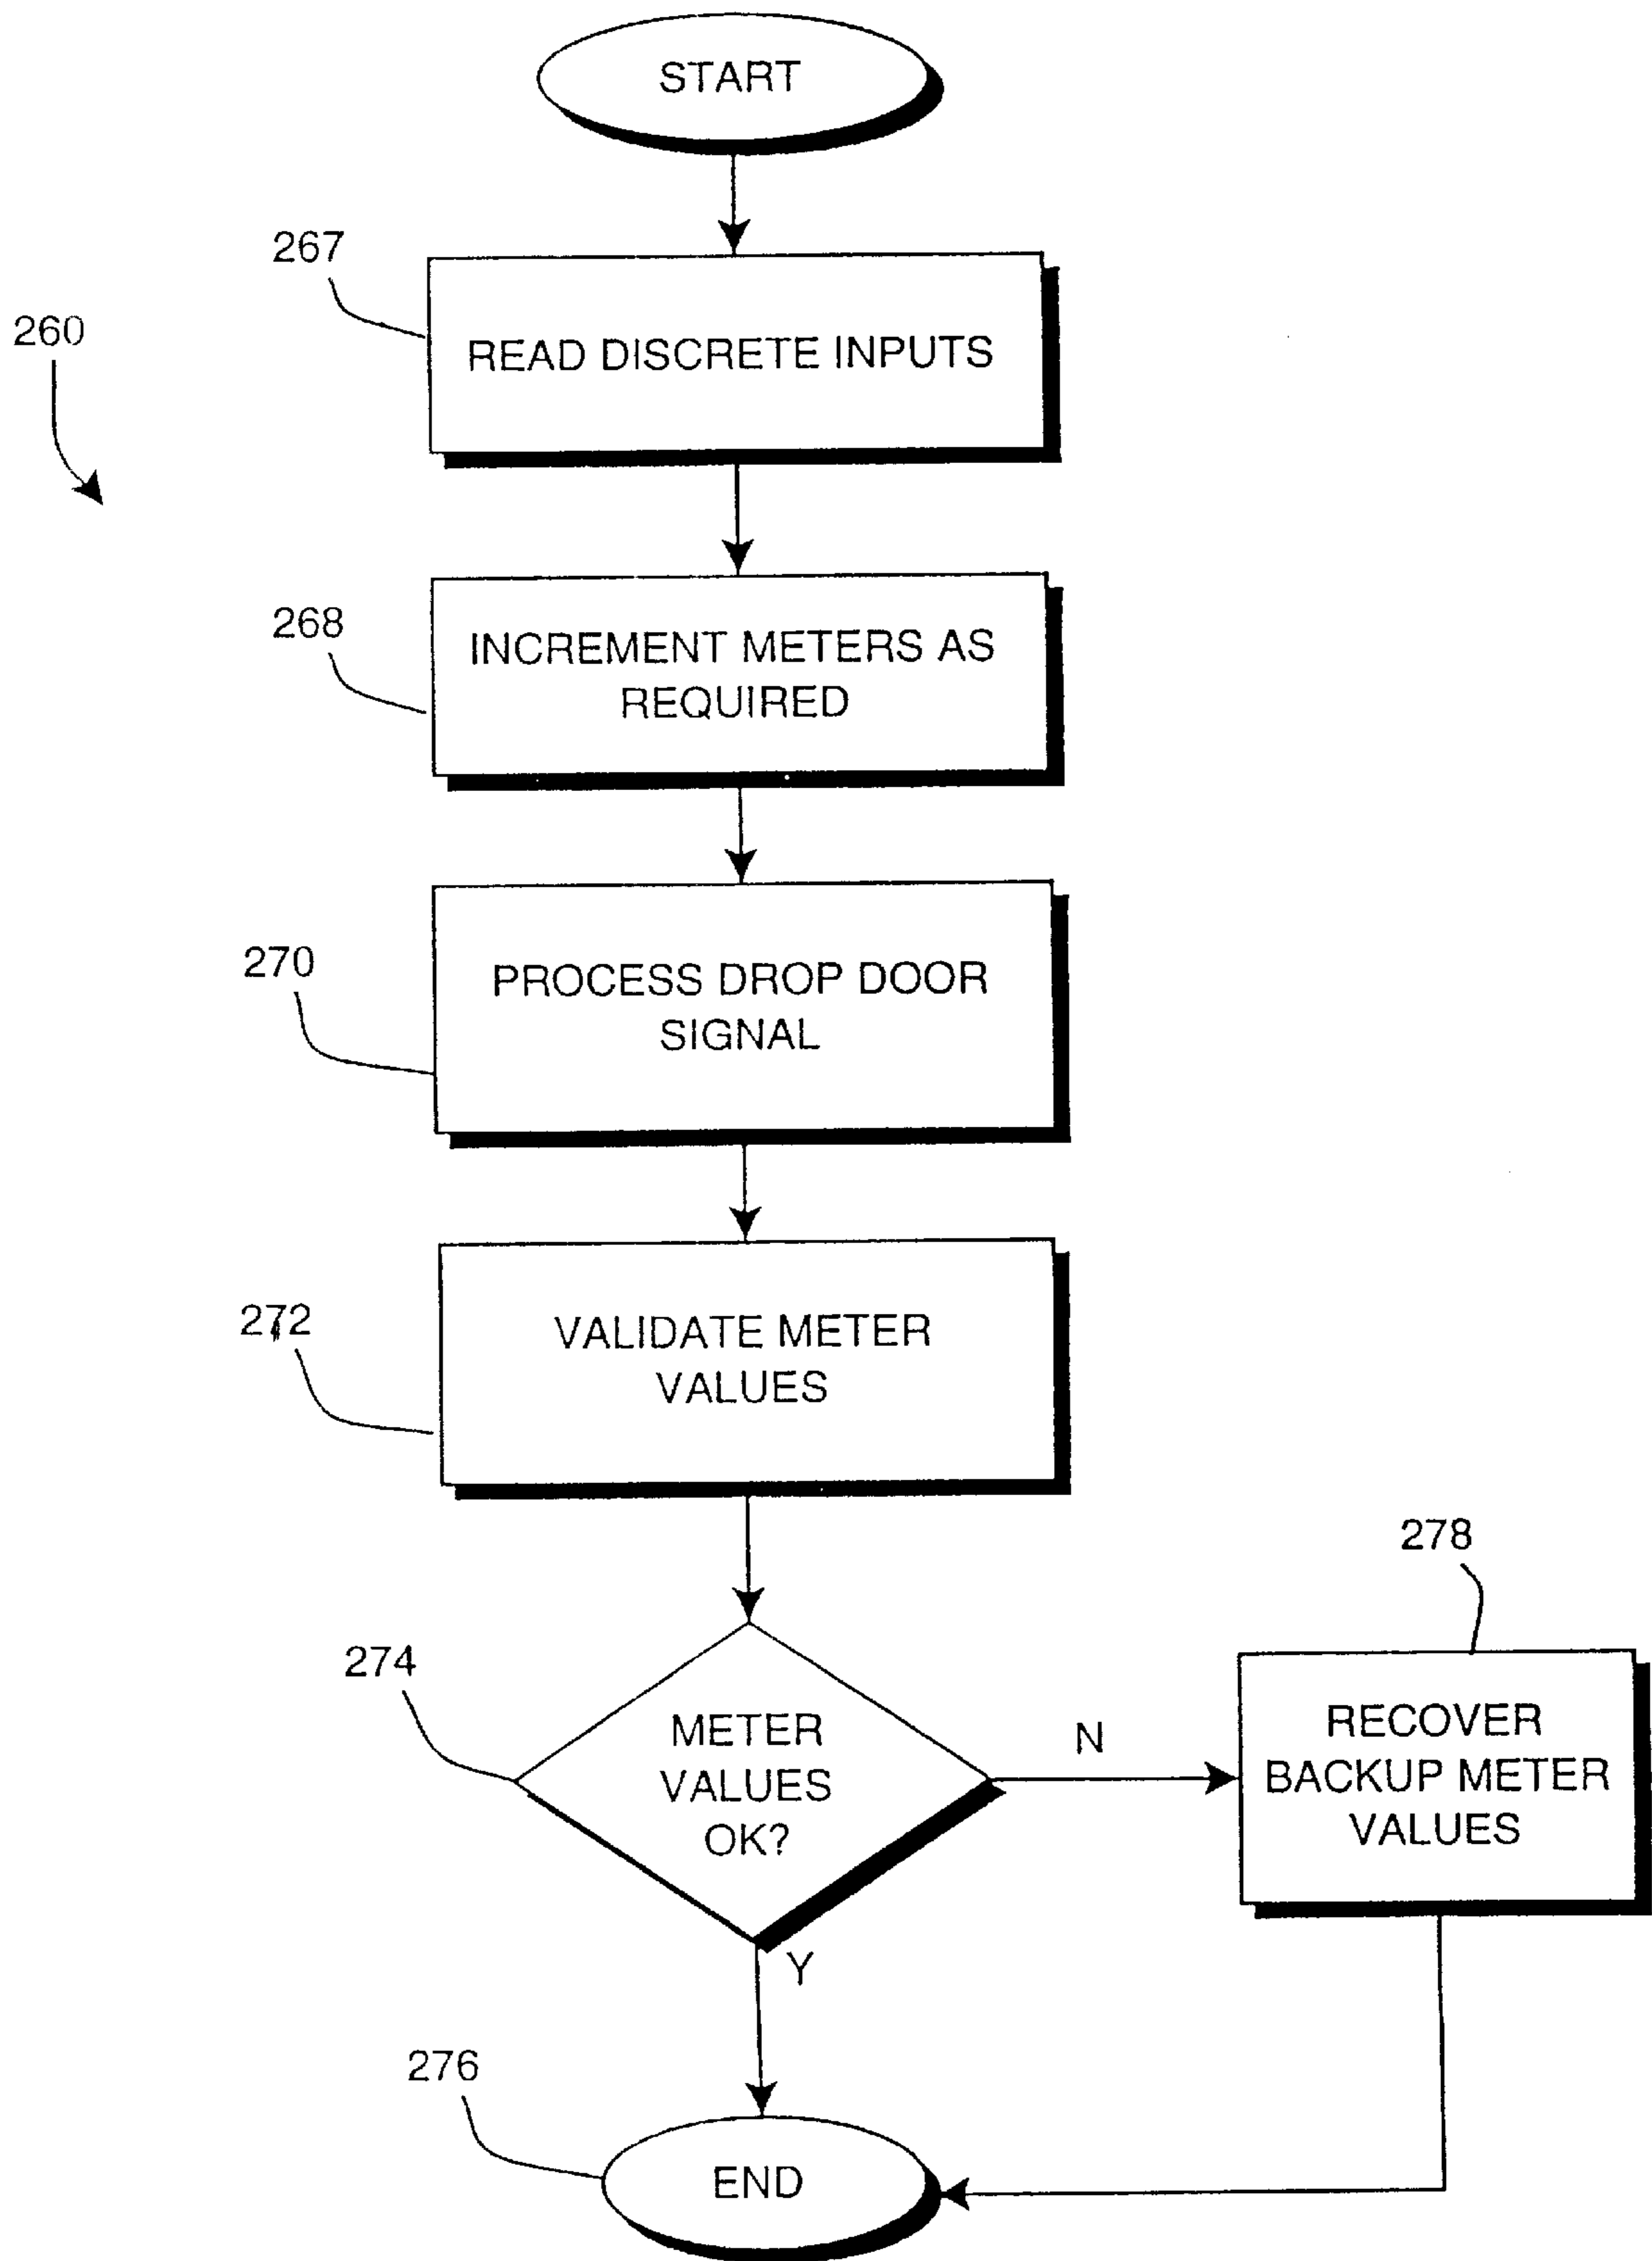 START
267
260
READ DISCRETE INPUTS
268
INCREMENT METERS AS
REQUIRED
270
PROCESS DROP DOOR
SIGNAL
272
VALIDATE METER
VALUES
278
274
METER
VALUES
OK?
N
RECOVER
BACKUP METER
VALUES
Y
276
END